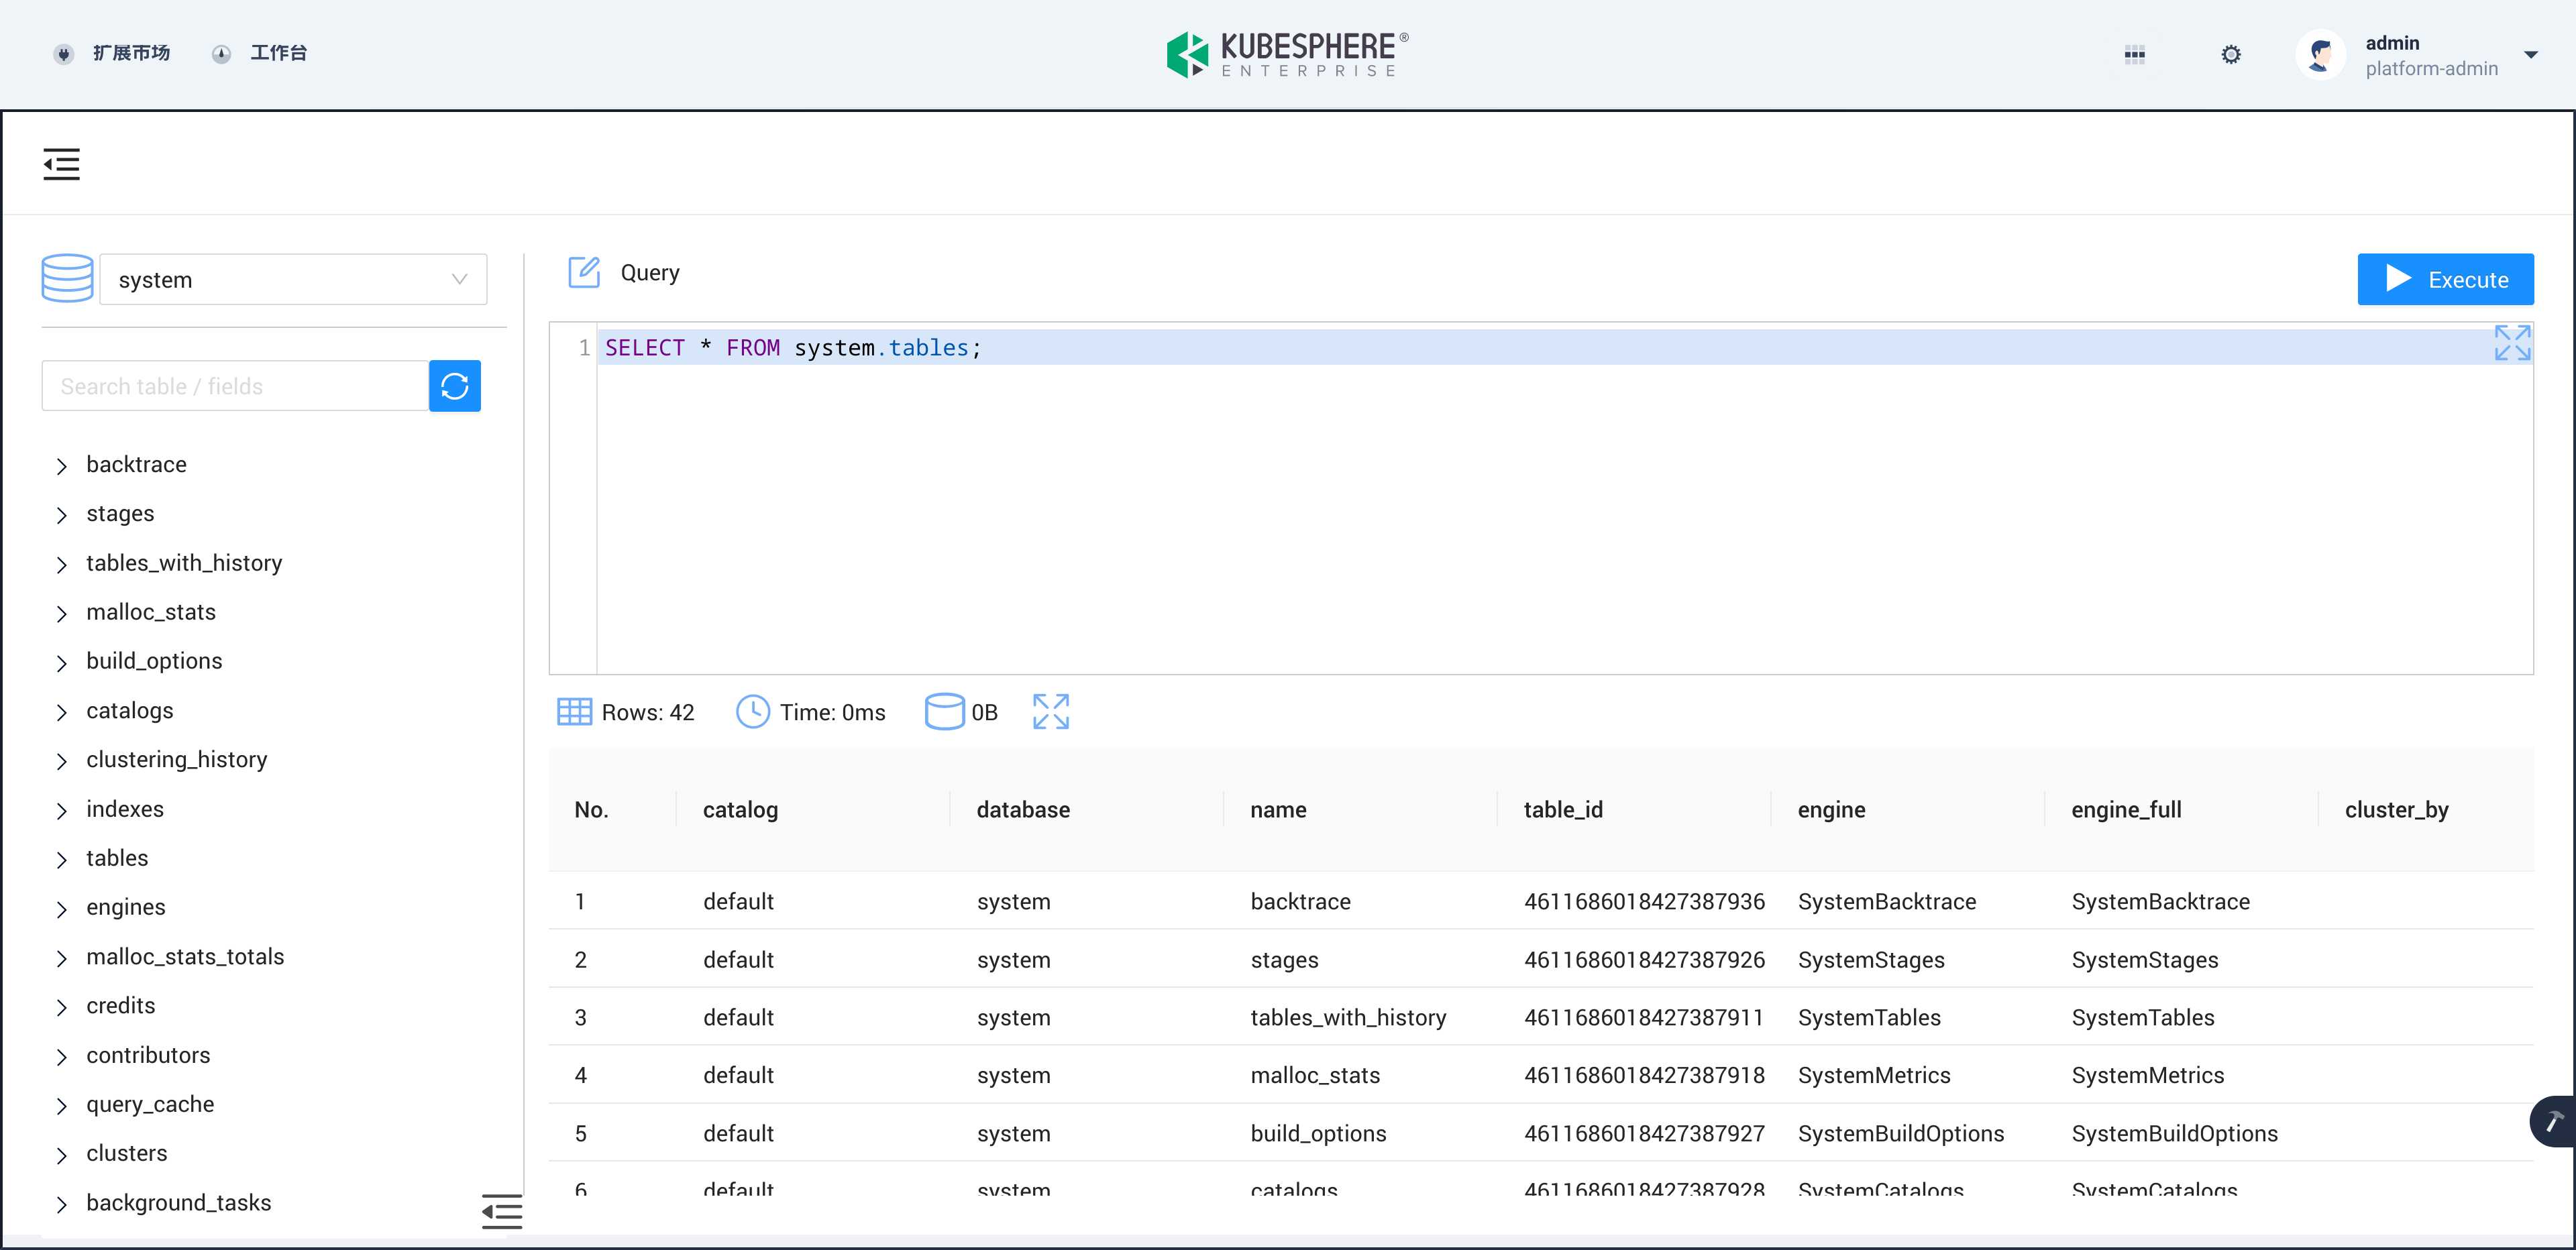 扩展市场 工作台
KUBESPHERE®
ENTERPRISE
admin
platform-admin
system
Search table / fields
backtrace
stages
tables_with_history
malloc_stats
build_options
catalogs
clustering_history
indexes
tables
engines
malloc_stats_totals
credits
contributors
query_cache
clusters
background_tasks
Query
Execute
1 SELECT * FROM system.tables;
Rows: 42 Time: 0ms 0B
No. catalog database name table_id engine engine_full cluster_by
1 default system backtrace 4611686018427387936 SystemBacktrace SystemBacktrace
2 default system stages 4611686018427387926 SystemStages SystemStages
3 default system tables_with_history 4611686018427387911 SystemTables SystemTables
4 default system malloc_stats 4611686018427387918 SystemMetrics SystemMetrics
5 default system build_options 4611686018427387927 SystemBuildOptions SystemBuildOptions
6 default system catalogs 4611686018427387928 SystemCatalogs SystemCatalogs